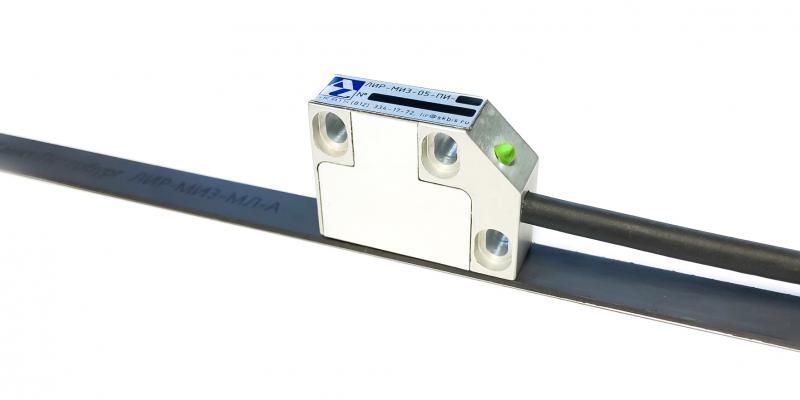 ЛИР-МИЗ-05-ПИ-
№
(812) 334-17-72, lir@skbis.ru
ЛИР-МИЗ-МЛ-А